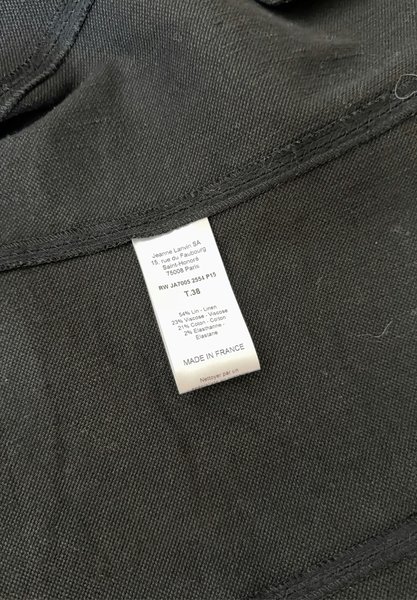 Jeanne Lanvin SA
15, rue du Faubourg
Saint-Honoré
75008 Paris
RW JA7005 2554 P15
T.38
54% Lin - Linen
23% Viscose - Viscose
21% Coton - Cotton
2% Elasthanne -
Elastane
MADE IN FRANCE
Nettoyer par un